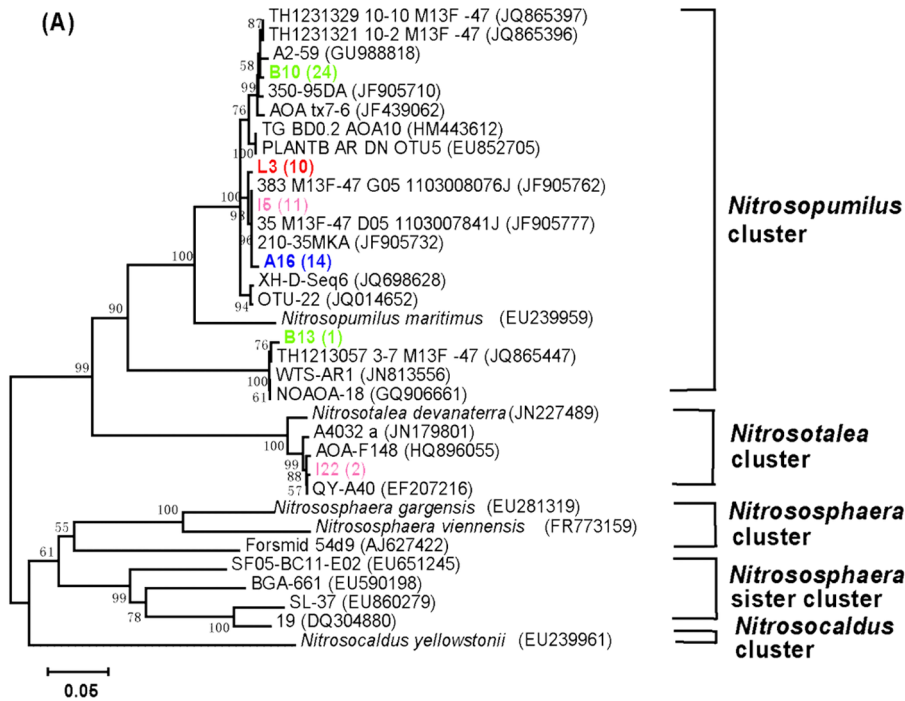 (A)
TH1231329 10-10 M13F -47 (JQ865397)
TH1231321 10-2 M13F -47 (JQ865396)
A2-59 (GU988818)
B10 (24)
350-95DA (JF905710)
AOA tx7-6 (JF439062)
TG BD0.2 AOA10 (HM443612)
PLANTB AR DN OTU5 (EU852705)
L3 (10)
383 M13F-47 G05 1103008076J (JF905762)
I5 (11)
35 M13F-47 D05 1103007841J (JF905777)
210-35MKA (JF905732)
A16 (14)
XH-D-Seq6 (JQ698628)
OTU-22 (JQ014652)
Nitrosopumilus maritimus (EU239959)
B13 (1)
TH1213057 3-7 M13F -47 (JQ865447)
WTS-AR1 (JN813556)
NOAOA-18 (GQ906661)
Nitrosotalea devanaterra(JN227489)
A4032 a (JN179801)
AOA-F148 (HQ896055)
I22 (2)
QY-A40 (EF207216)
Nitrososphaera gargensis (EU281319)
Nitrososphaera viennensis (FR773159)
Forsmid 54d9 (AJ627422)
SF05-BC11-E02 (EU651245)
BGA-661 (EU590198)
SL-37 (EU860279)
19 (DQ304880)
Nitrosocaldus yellowstonii (EU239961)
87
58
99
76
100
100
98
96
94
100
90
76
100
61
99
100
99
88
57
100
55
61
99
78
100
0.05
Nitrosopumilus
cluster
Nitrosotalea
cluster
Nitrososphaera
cluster
Nitrososphaera
sister cluster
Nitrosocaldus
cluster